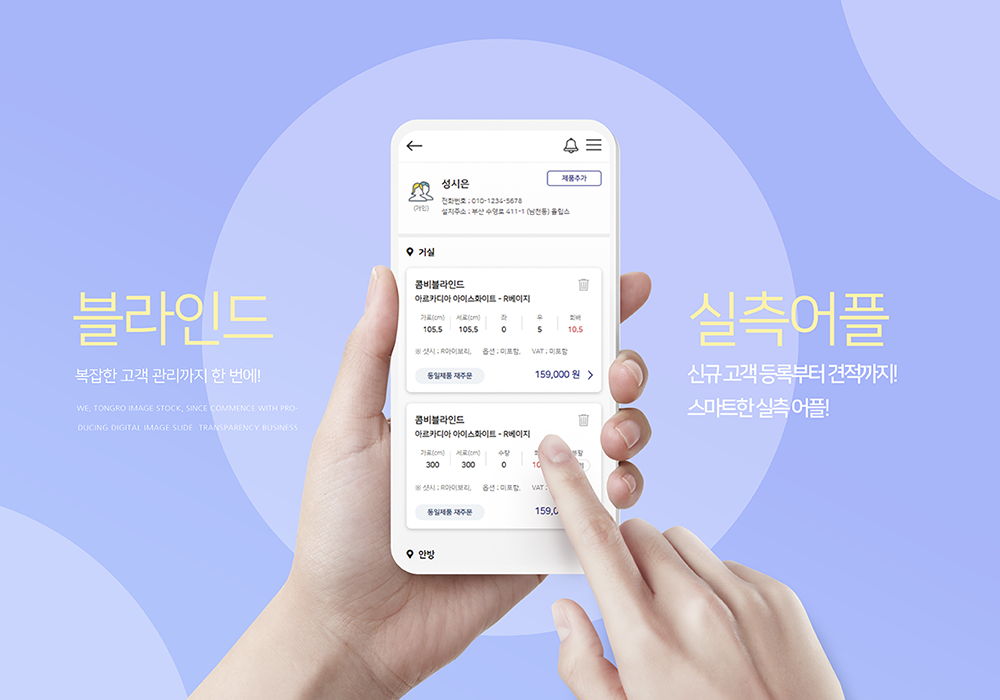 블라인드
복잡한 고객 관리까지 한 번에!
WE, TONGRO IMAGE STOCK, SINCE COMMENCE WITH PRO-
DUCING DIGITAL IMAGE SLIDE TRANSPARENCY BUSINESS
성시은
제품추가
(개인)
전화번호 : 010-1234-5678
설치주소 : 부산 수영로 411-1 (남천동) 올립스
거실
콤비블라인드
아르카디아 아이스화이트 - R베이지
가로(cm) 세로(cm) 좌 우 회배
105.5 105.5 0 5 10.5
※ 샷시 : R아이보리, 옵션 : 미포함, VAT : 미포함
동일제품 재주문 159,000 원
콤비블라인드
아르카디아 아이스화이트 - R베이지
가로(cm) 세로(cm) 수량
300 300 0 10
※ 샷시 : R아이보리, 옵션 : 미포함, VAT :
동일제품 재주문 159,0
안방
실측어플
신규 고객 등록부터 견적까지!
스마트한 실측 어플!